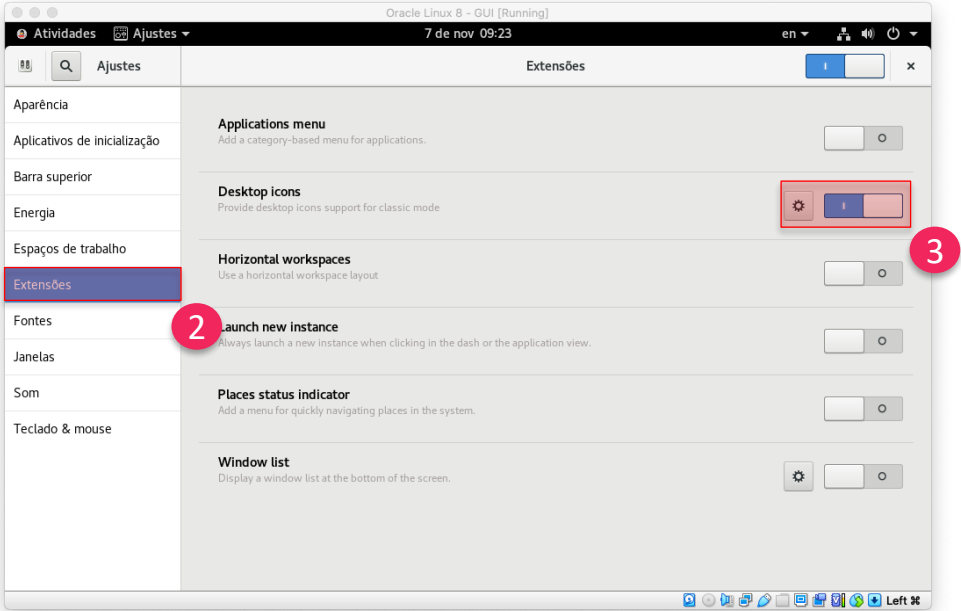 Oracle Linux 8 - GUI [Running]
Atividades Ajustes 7 de nov 09:23 en
Ajustes Extensões
Aparência
Aplicativos de inicialização
Barra superior
Energia
Espaços de trabalho
Extensões
Fontes
Janelas
Som
Teclado & mouse
Applications menu
Add a category-based menu for applications.
Desktop icons
Provide desktop icons support for classic mode
3
Horizontal workspaces
Use a horizontal workspace layout
2
Launch new instance
Always launch a new instance when clicking in the dash or the application view.
Places status indicator
Add a menu for quickly navigating places in the system.
Window list
Display a window list at the bottom of the screen.
Left ⌘